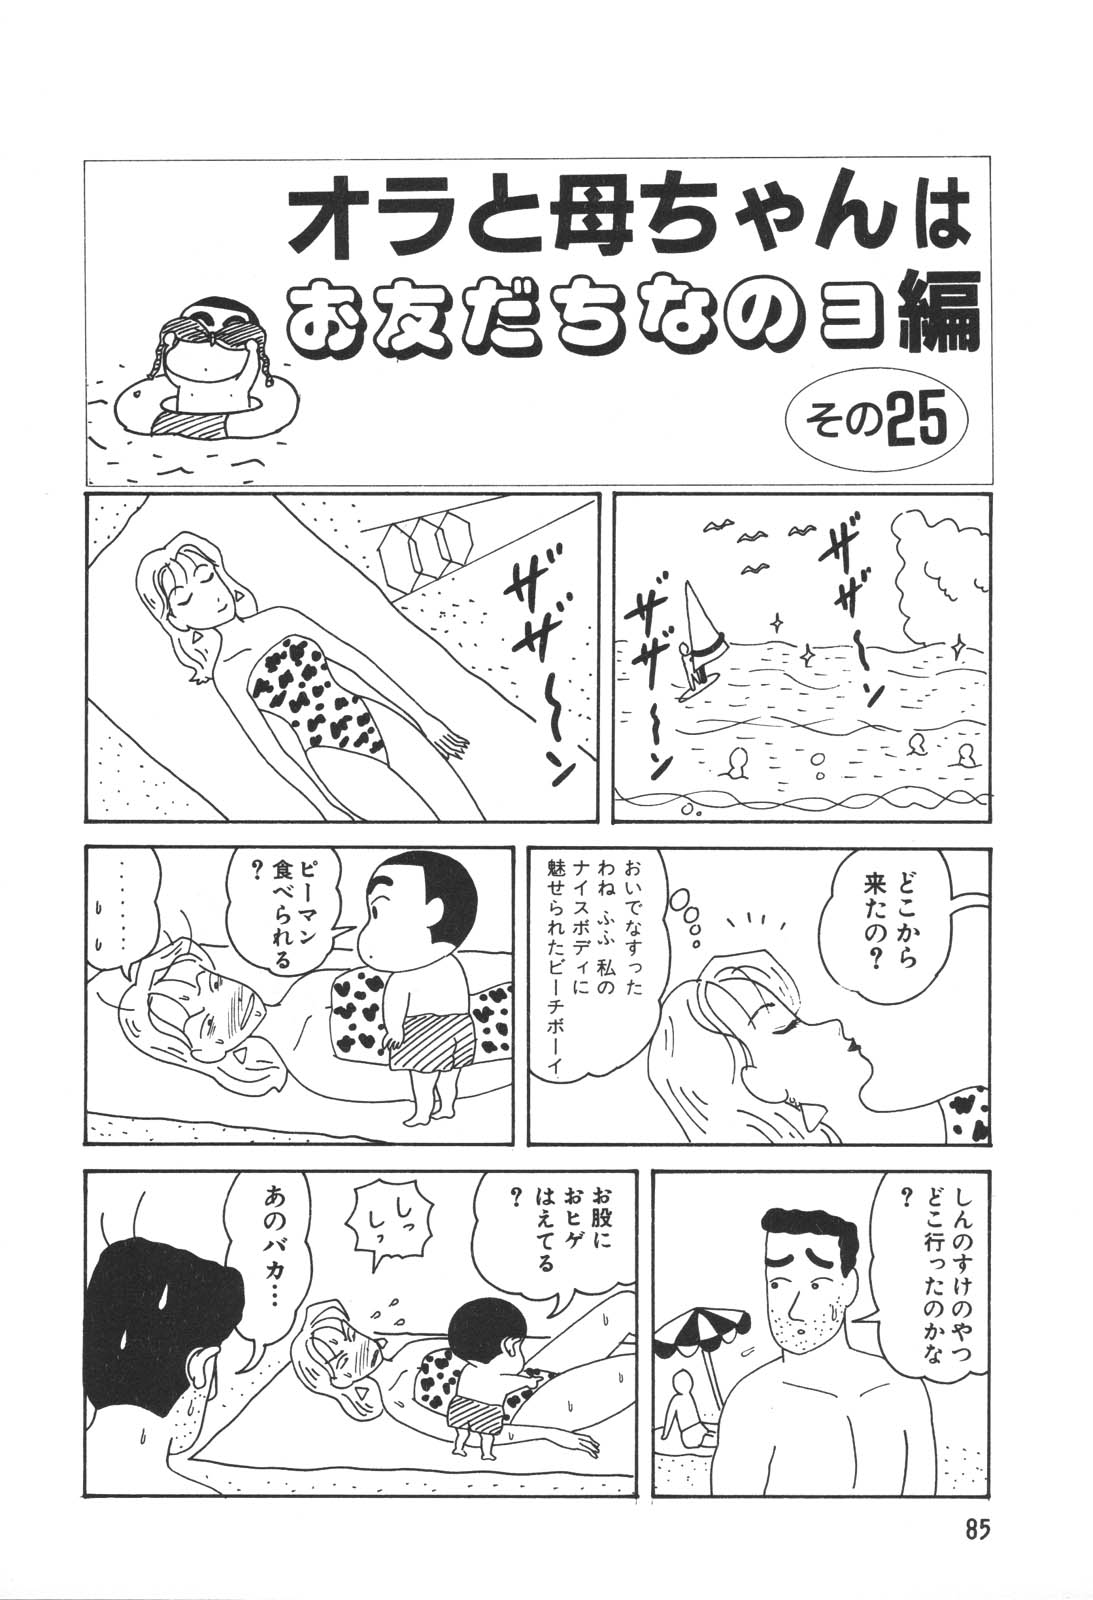 オラと母ちゃんは
お友だちなのヨ編
その25
ザザ〜ン
ザザ〜ン
ザザ〜ン
どこから
来たの？
おいでなすった
わね ふふ 私の
ナイスボディに
魅せられたビーチボーイ
ピーマン
食べられる
？
………
しんのすけのやつ
どこ行ったのかな
？
お股に
おヒゲ
はえてる
？
しっ
しっ
あのバカ…
85